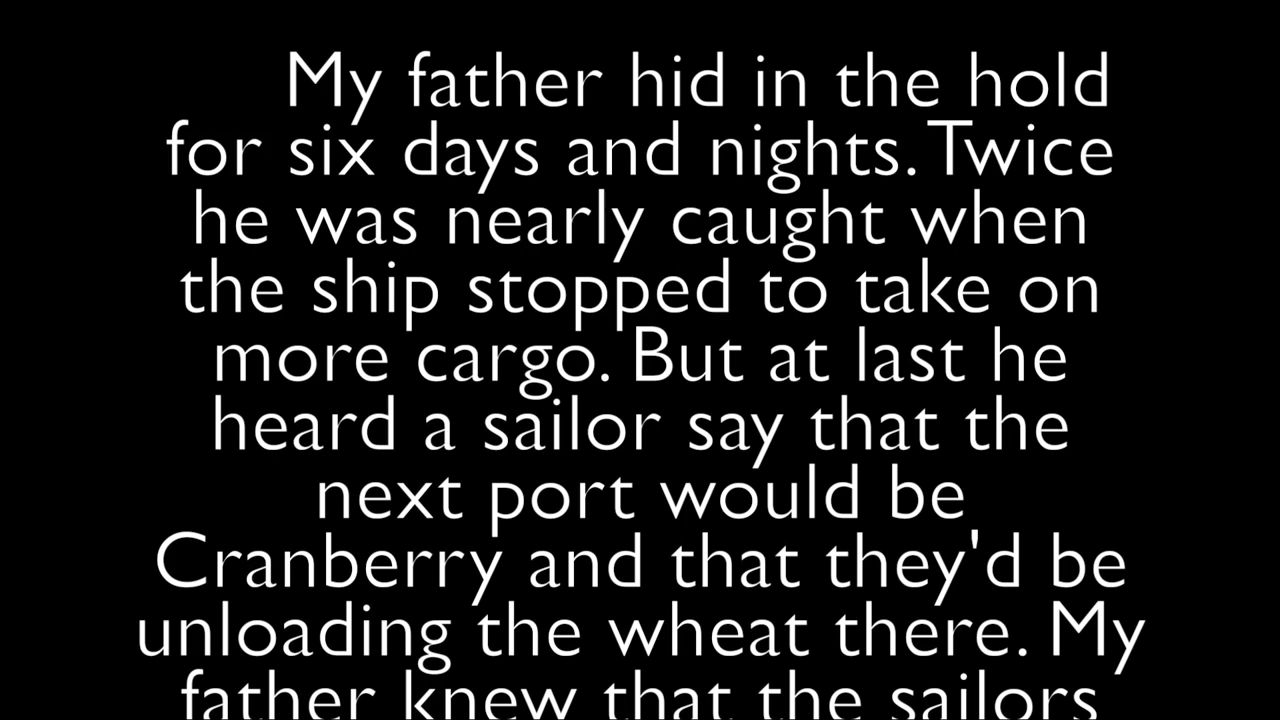 My father hid in the hold
for six days and nights. Twice
he was nearly caught when
the ship stopped to take on
more cargo. But at last he
heard a sailor say that the
next port would be
Cranberry and that they'd be
unloading the wheat there. My
father knew that the sailors